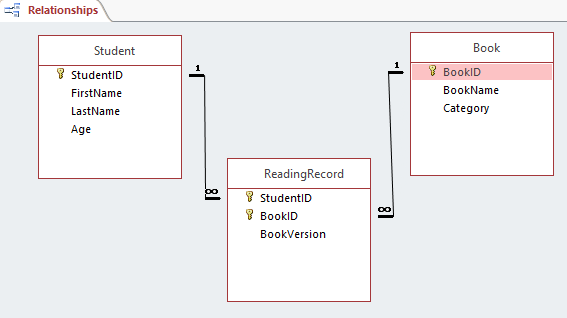 Relationships
Student
StudentID
FirstName
LastName
Age
1
∞
ReadingRecord
StudentID
BookID
BookVersion
∞
1
Book
BookID
BookName
Category